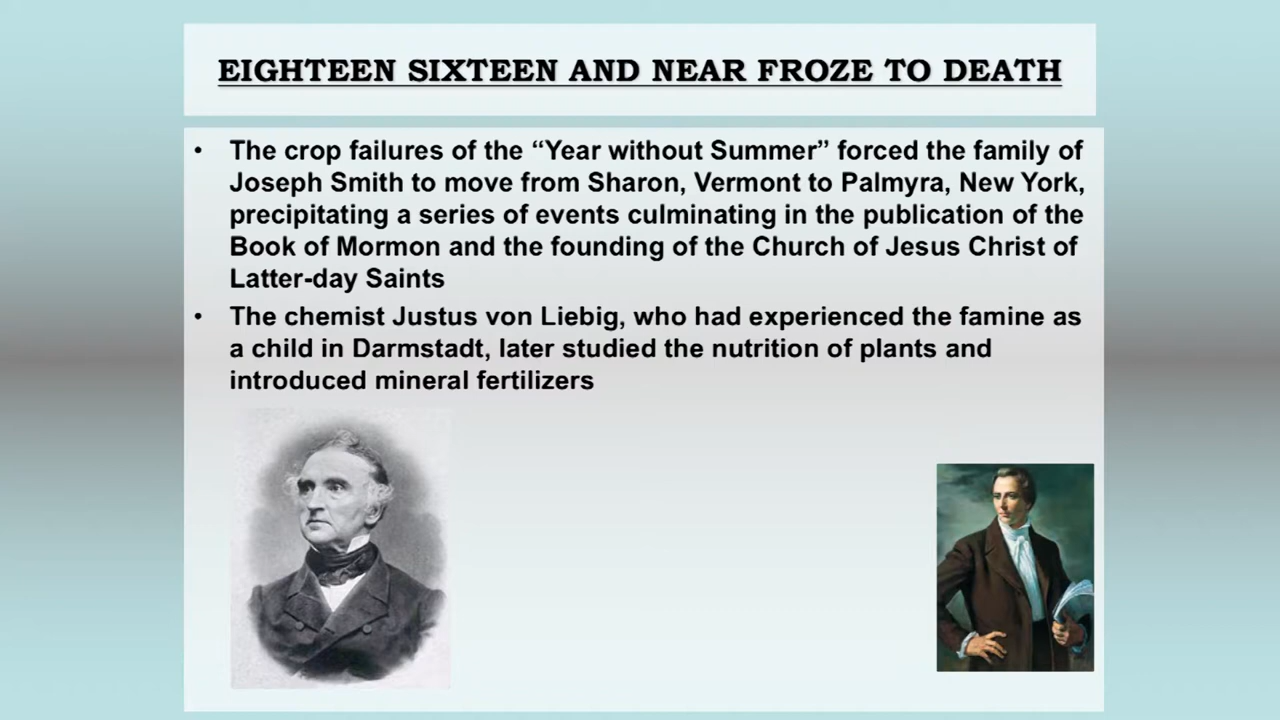 EIGHTEEN SIXTEEN AND NEAR FROZE TO DEATH
• The crop failures of the “Year without Summer” forced the family of
Joseph Smith to move from Sharon, Vermont to Palmyra, New York,
precipitating a series of events culminating in the publication of the
Book of Mormon and the founding of the Church of Jesus Christ of
Latter-day Saints
• The chemist Justus von Liebig, who had experienced the famine as
a child in Darmstadt, later studied the nutrition of plants and
introduced mineral fertilizers